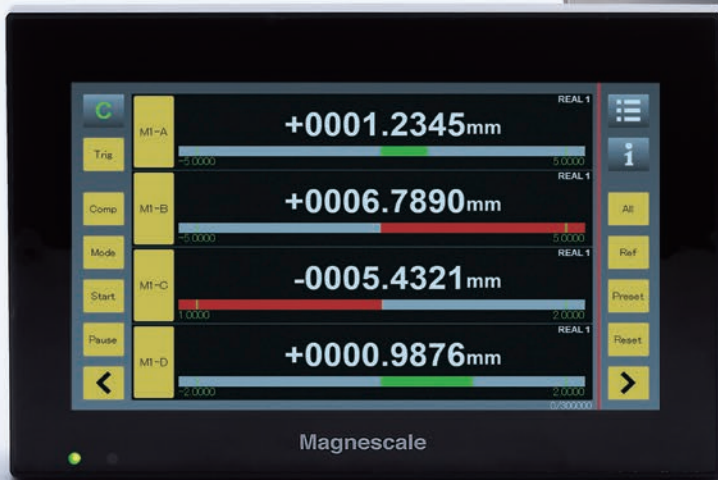 C
Trig
Comp
Mode
Start
Pause
M1-A
+0001.2345mm
REAL 1
-5.0000
5.0000
M1-B
+0006.7890mm
REAL 1
-5.0000
5.0000
M1-C
-0005.4321mm
REAL 1
1.0000
2.0000
M1-D
+0000.9876mm
REAL 1
-2.0000
2.0000
0/300000
i
All
Ref
Preset
Reset
Magnescale